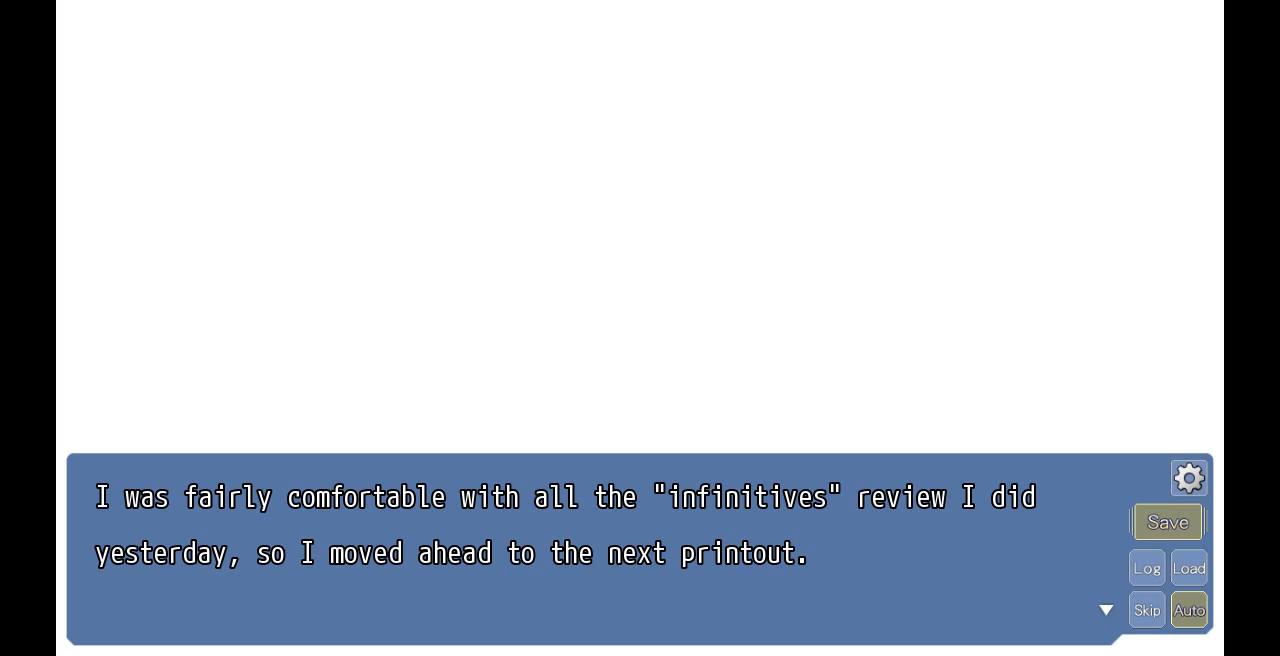 I was fairly comfortable with all the "infinitives" review I did
yesterday, so I moved ahead to the next printout.
Save
Log Load
Skip Auto